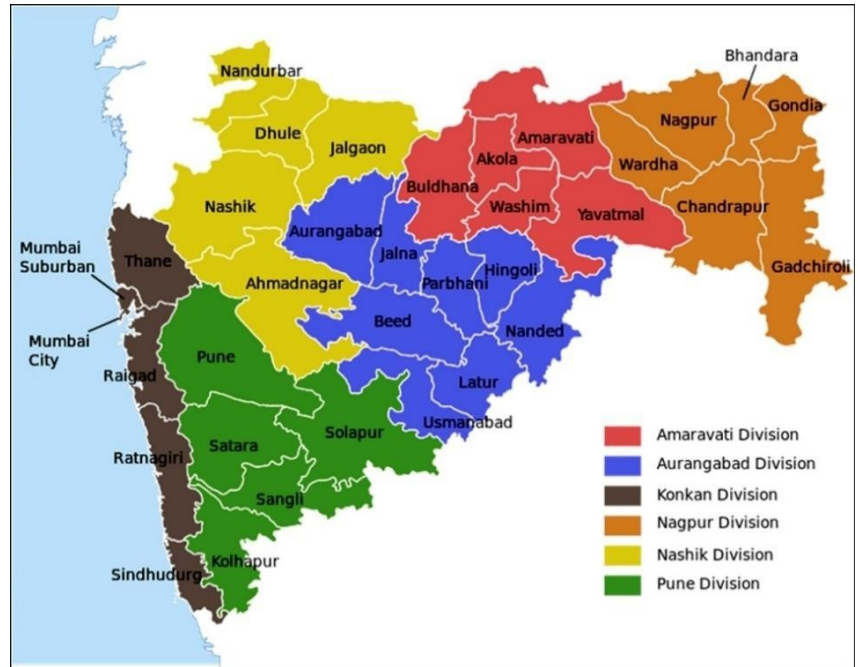 Bhandara
Nandurbar
Gondia
Nagpur
Dhule
Amaravati
Jalgaon
Akola
Wardha
Buldhana
Nashik
Washim
Yavatmal
Chandrapur
Aurangabad
Mumbai
Suburban
Thane
Jalna
Hingoli
Gadchiroli
Ahmadnagar
Parbhani
Beed
Nanded
Mumbai
City
Pune
Raigad
Latur
Usmanabad
Solapur
Satara
Ratnagiri
Sangli
Kolhapur
Sindhudurg
Amaravati Division
Aurangabad Division
Konkan Division
Nagpur Division
Nashik Division
Pune Division